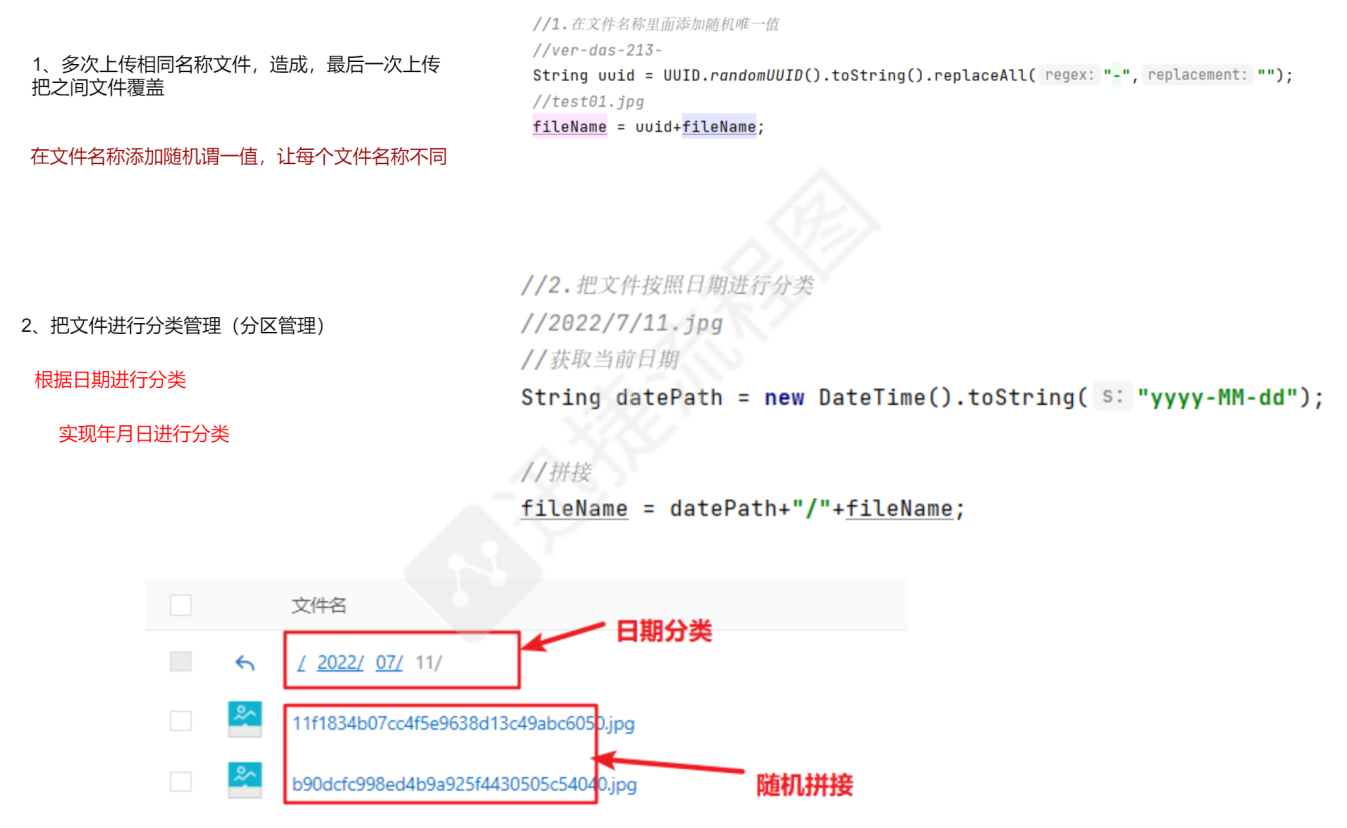 1、多次上传相同名称文件，造成，最后一次上传
把之间文件覆盖
在文件名称添加随机谓一值，让每个文件名称不同
//1.在文件名称里面添加随机唯一值
//ver-das-213-
String uuid = UUID.randomUUID().toString().replaceAll( regex: "-", replacement: "");
//test01.jpg
fileName = uuid+fileName;
2、把文件进行分类管理（分区管理）
根据日期进行分类
实现年月日进行分类
//2.把文件按照日期进行分类
//2022/7/11.jpg
//获取当前日期
String datePath = new DateTime().toString( s: "yyyy-MM-dd");
//拼接
fileName = datePath+"/"+fileName;
迅捷流程图
文件名
日期分类
/ 2022/ 07/ 11/
11f1834b07cc4f5e9638d13c49abc6050.jpg
b90dcfc998ed4b9a925f4430505c54040.jpg
随机拼接